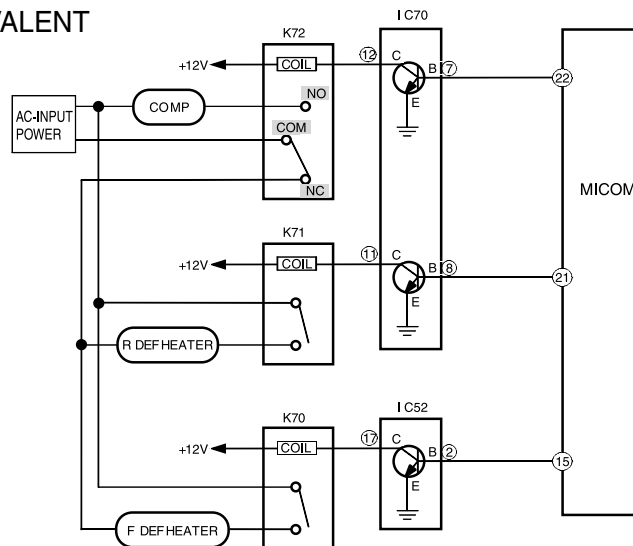 VALENT
K72
IC70
+12V
COIL
12
C
B
7
E
22
AC-INPUT
POWER
COMP
NO
COM
NC
MICOM
K71
+12V
COIL
11
C
B
8
E
21
R DEF HEATER
K70
IC52
+12V
COIL
17
C
B
2
E
15
F DEF HEATER